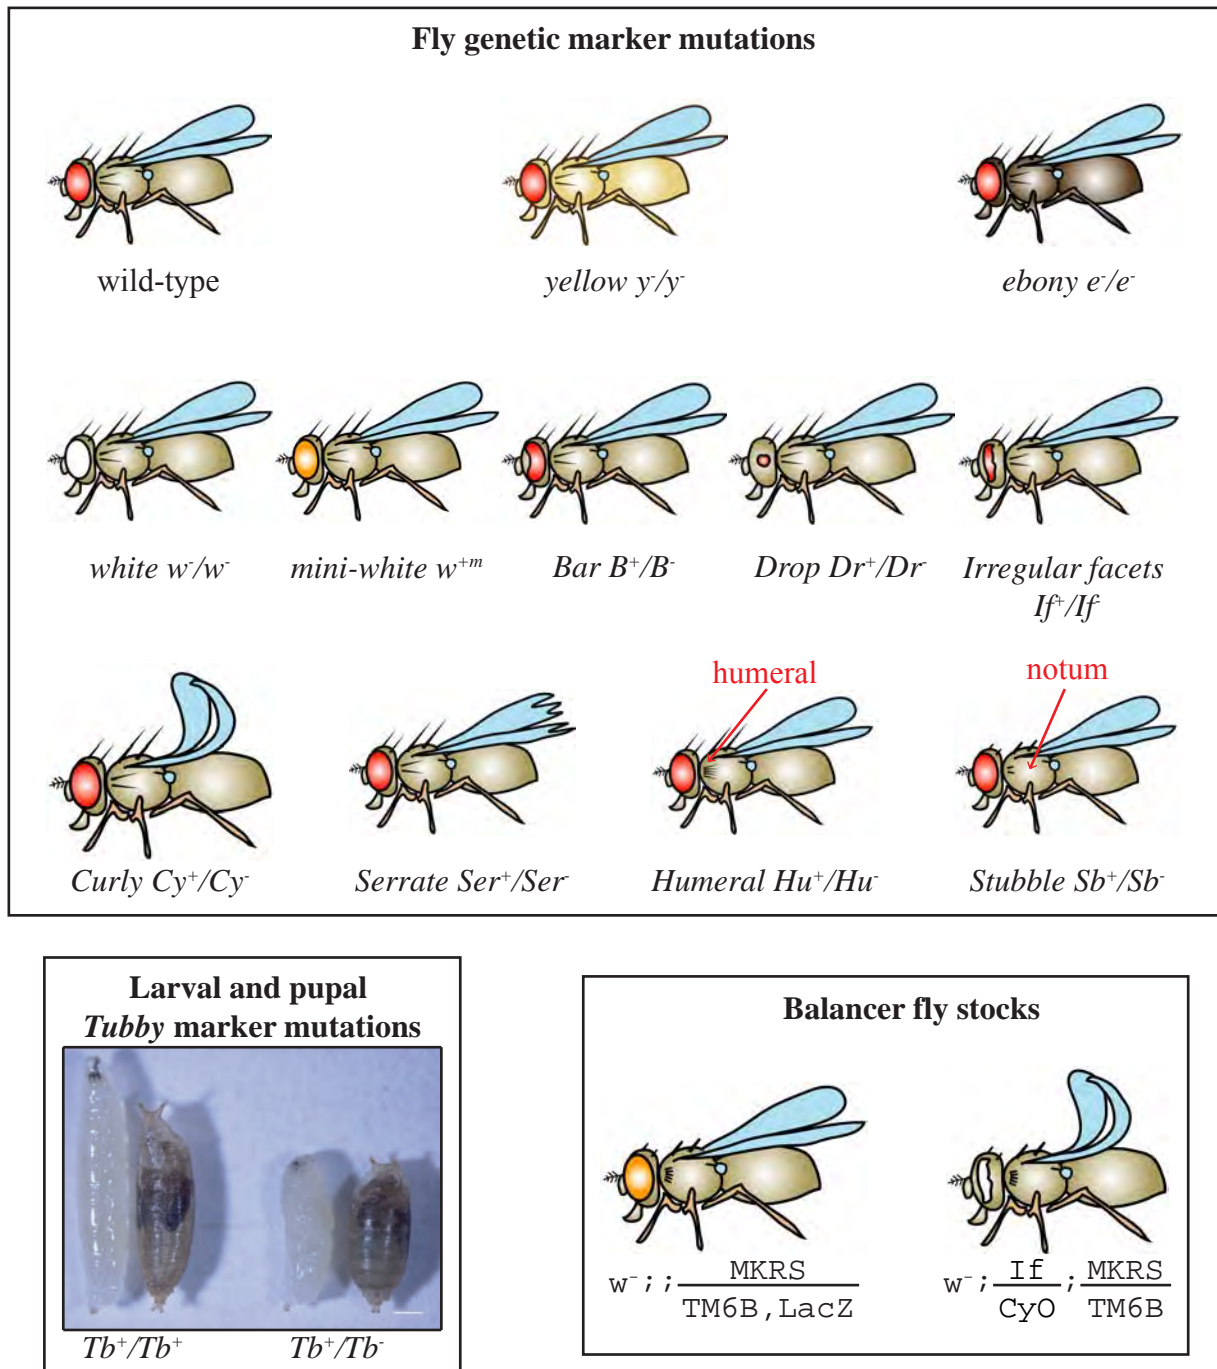 Fly genetic marker mutations
wild-type
yellow y⁻/y⁻
ebony e⁻/e⁻
white w⁻/w⁻
mini-white w⁺ᵐ
Bar B⁺/B⁻
Drop Dr⁺/Dr⁻
Irregular facets
If⁺/If⁻
humeral
notum
Curly Cy⁺/Cy⁻
Serrate Ser⁺/Ser⁻
Humeral Hu⁺/Hu⁻
Stubble Sb⁺/Sb⁻
Larval and pupal
Tubby marker mutations
Tb⁺/Tb⁺
Tb⁺/Tb⁻
Balancer fly stocks
w⁻;;MKRS/TM6B,LacZ
w⁻;If/CyO;MKRS/TM6B